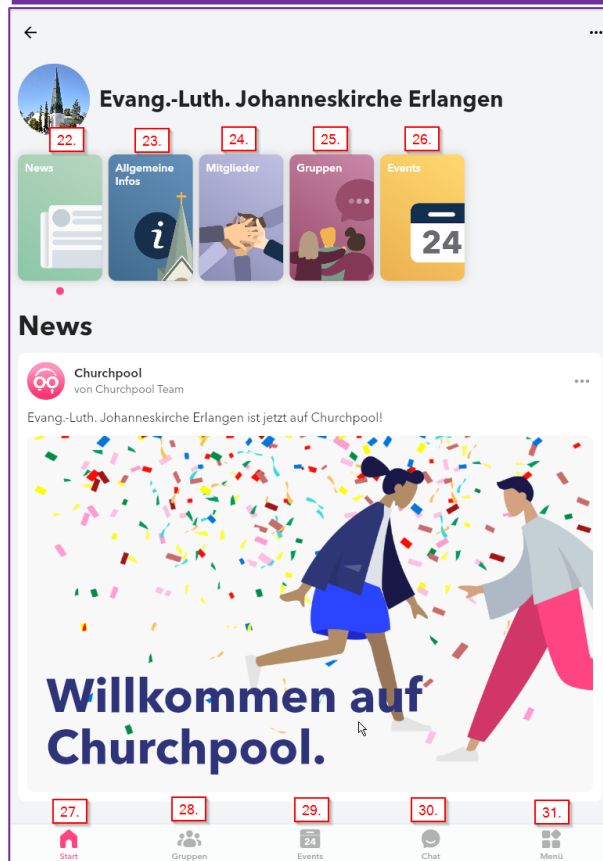 Evang.-Luth. Johanneskirche Erlangen
22.
23.
24.
25.
26.
News
Allgemeine
Infos
Mitglieder
Gruppen
Events
i
24
News
Churchpool
von Churchpool Team
Evang.-Luth. Johanneskirche Erlangen ist jetzt auf Churchpool!
Willkommen auf
Churchpool.
27.
28.
29.
30.
31.
24
Start
Gruppen
Events
Chat
Menü